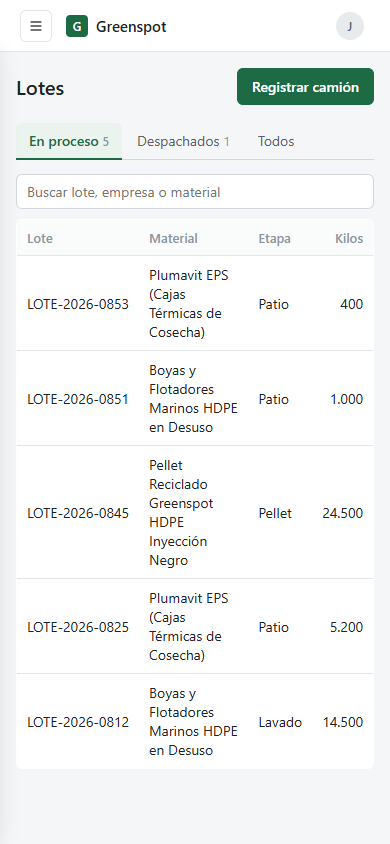 ☰ G Greenspot J
Lotes
Registrar camión
En proceso 5 Despachados 1 Todos
Buscar lote, empresa o material
Lote Material Etapa Kilos
LOTE-2026-0853 Plumavit EPS (Cajas Térmicas de Cosecha) Patio 400
LOTE-2026-0851 Boyas y Flotadores Marinos HDPE en Desuso Patio 1.000
LOTE-2026-0845 Pellet Reciclado Greenspot HDPE Inyección Negro Pellet 24.500
LOTE-2026-0825 Plumavit EPS (Cajas Térmicas de Cosecha) Patio 5.200
LOTE-2026-0812 Boyas y Flotadores Marinos HDPE en Desuso Lavado 14.500